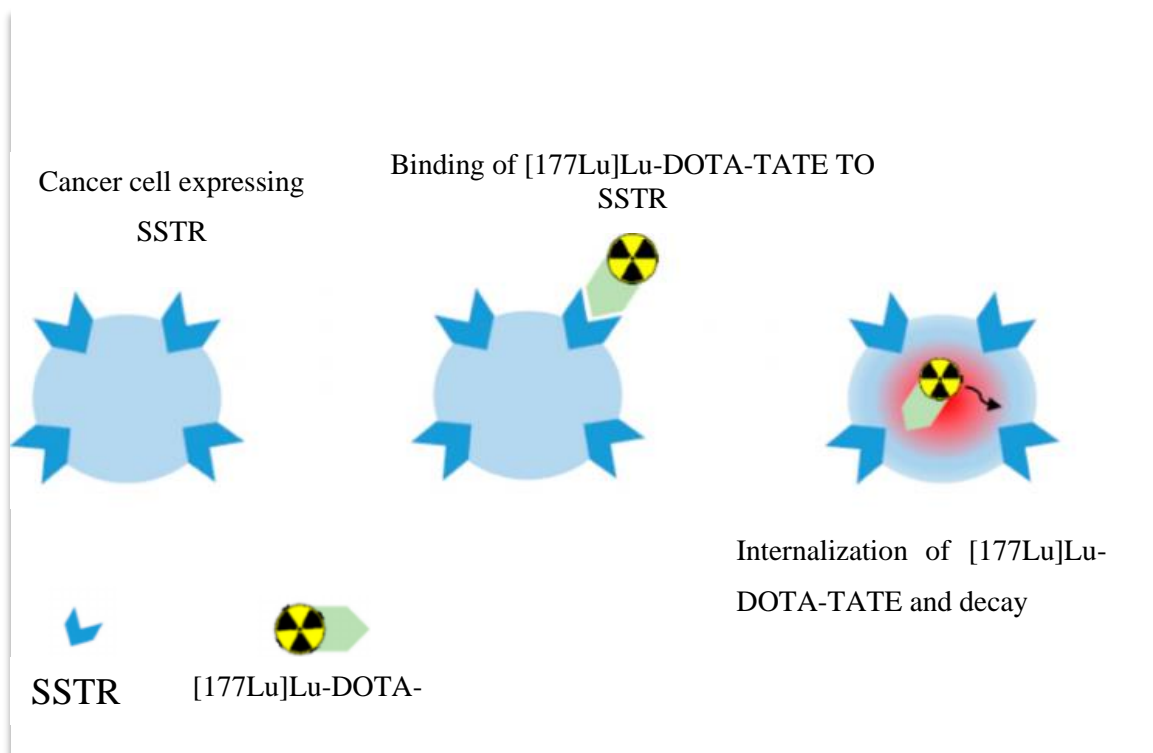 Cancer cell expressing
SSTR
Binding of [177Lu]Lu-DOTA-TATE TO
SSTR
Internalization of [177Lu]Lu-
DOTA-TATE and decay
SSTR
[177Lu]Lu-DOTA-